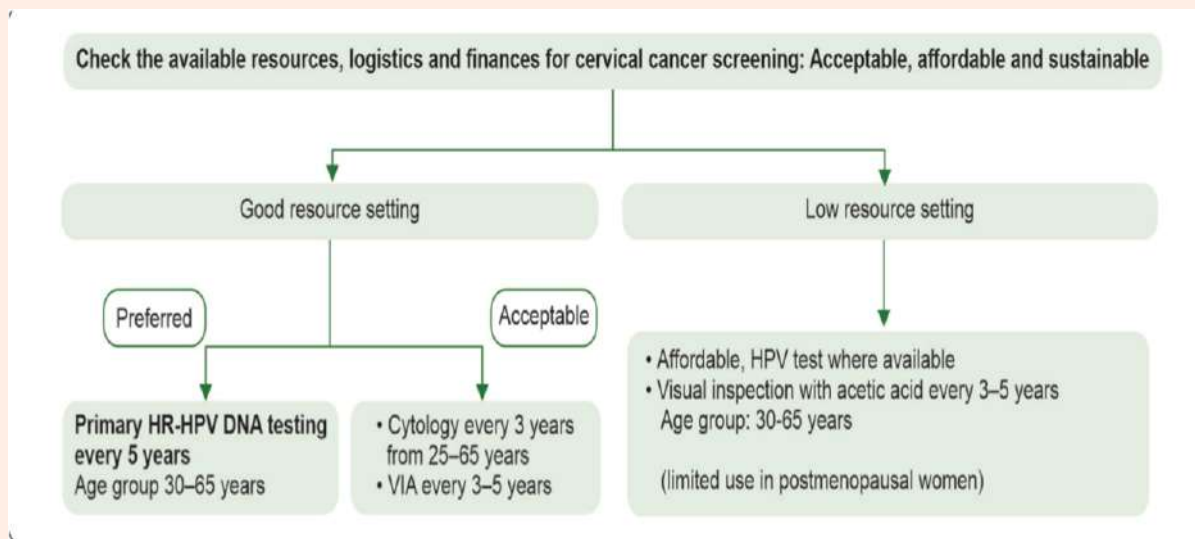 Check the available resources, logistics and finances for cervical cancer screening: Acceptable, affordable and sustainable
Good resource setting
Low resource setting
Preferred
Acceptable
Primary HR-HPV DNA testing
every 5 years
Age group 30–65 years
• Cytology every 3 years
from 25–65 years
• VIA every 3–5 years
• Affordable, HPV test where available
• Visual inspection with acetic acid every 3–5 years
Age group: 30-65 years
(limited use in postmenopausal women)